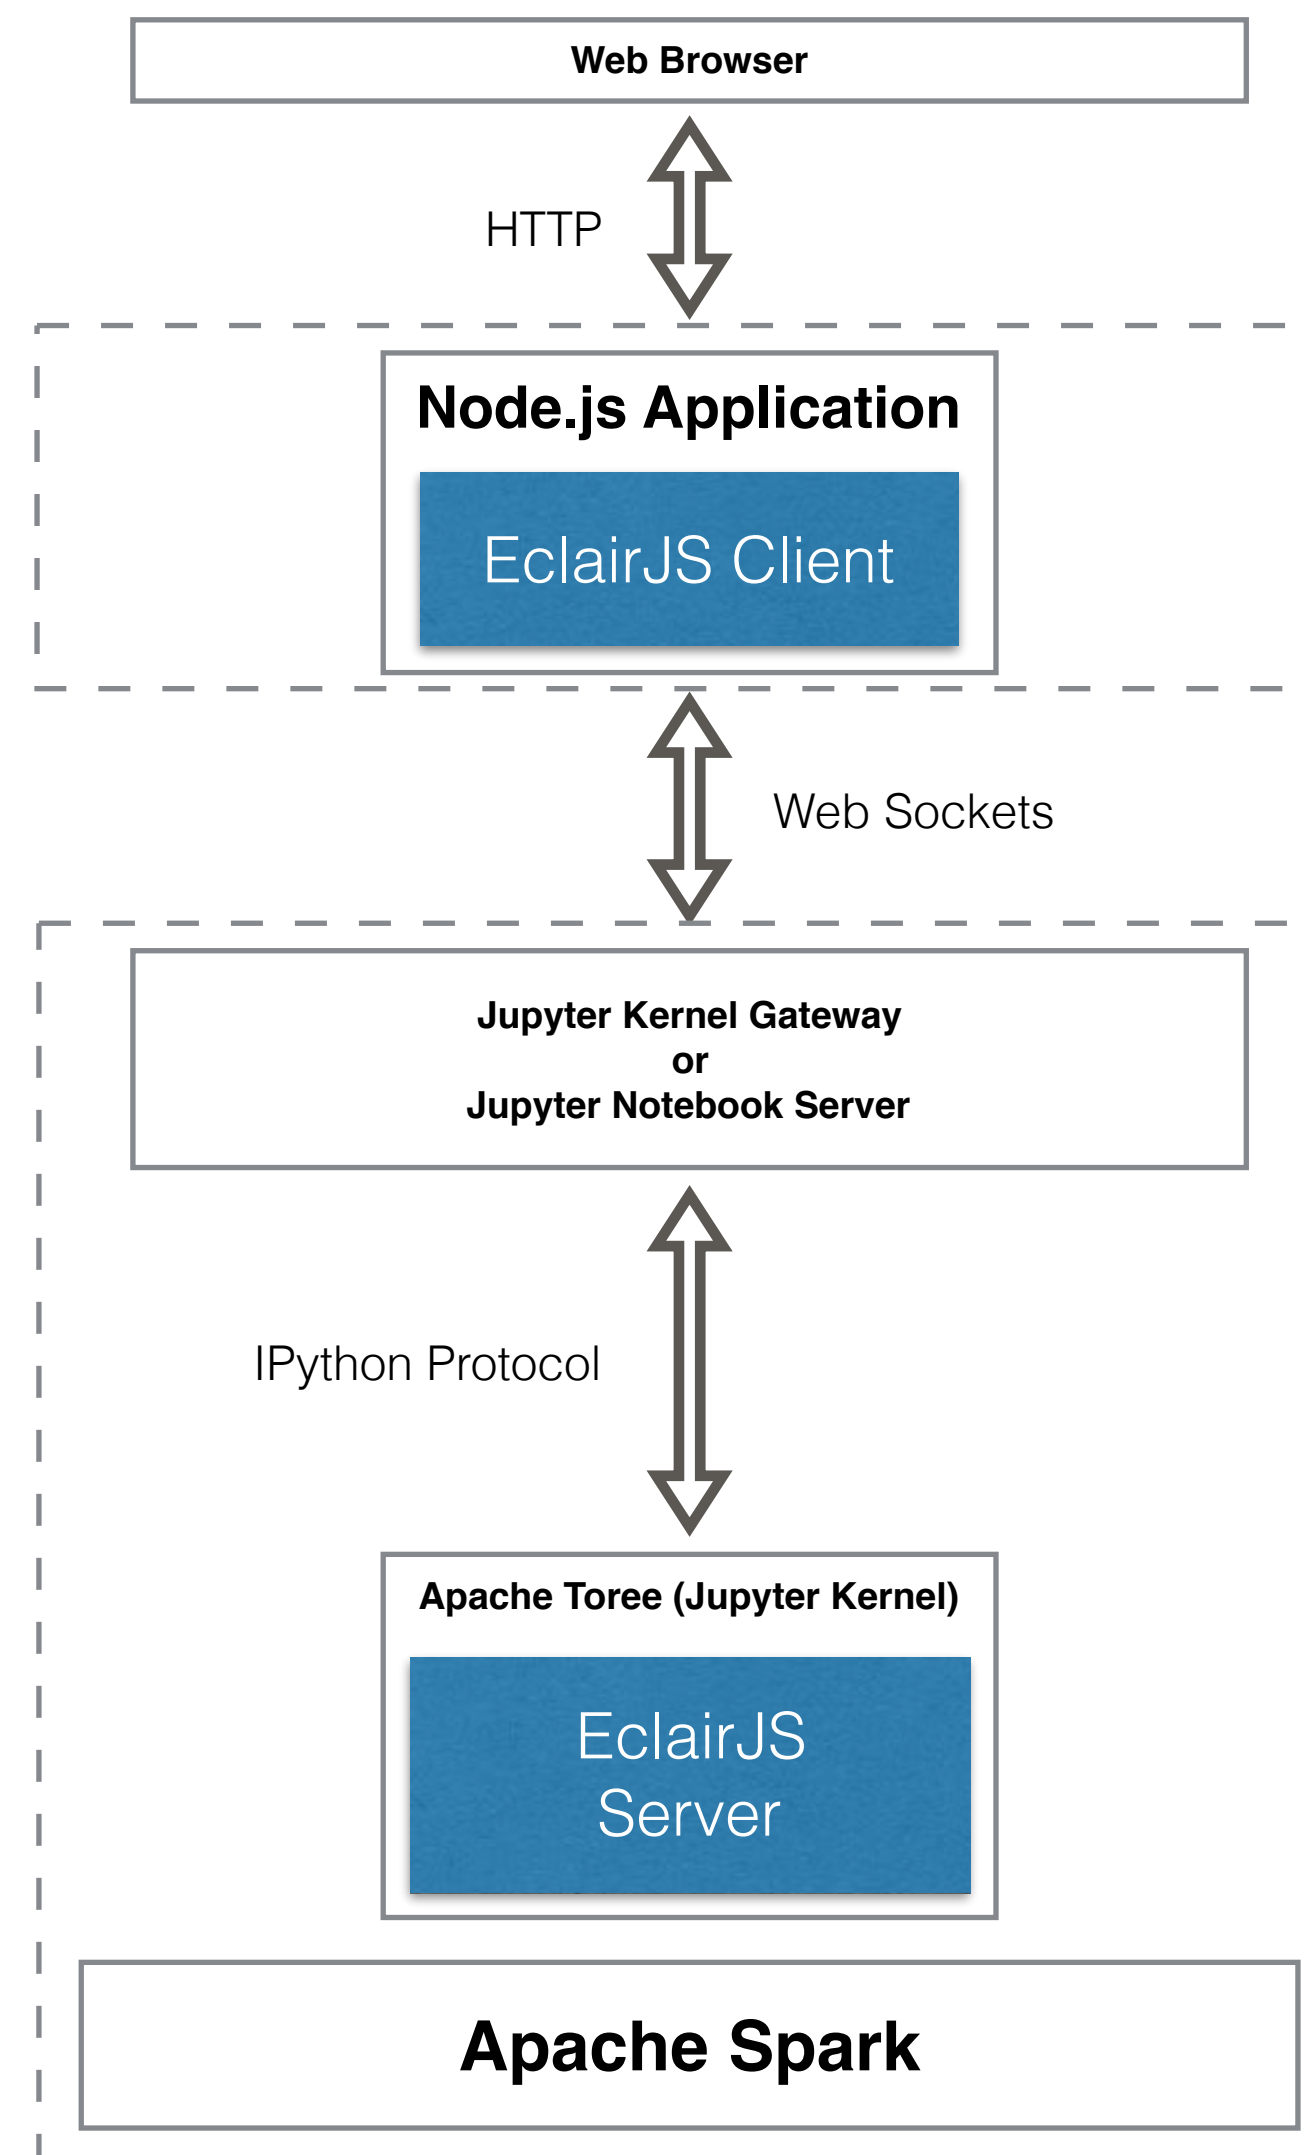 Web Browser
HTTP
Node.js Application
EclairJS Client
Web Sockets
Jupyter Kernel Gateway
or
Jupyter Notebook Server
IPython Protocol
Apache Toree (Jupyter Kernel)
EclairJS
Server
Apache Spark